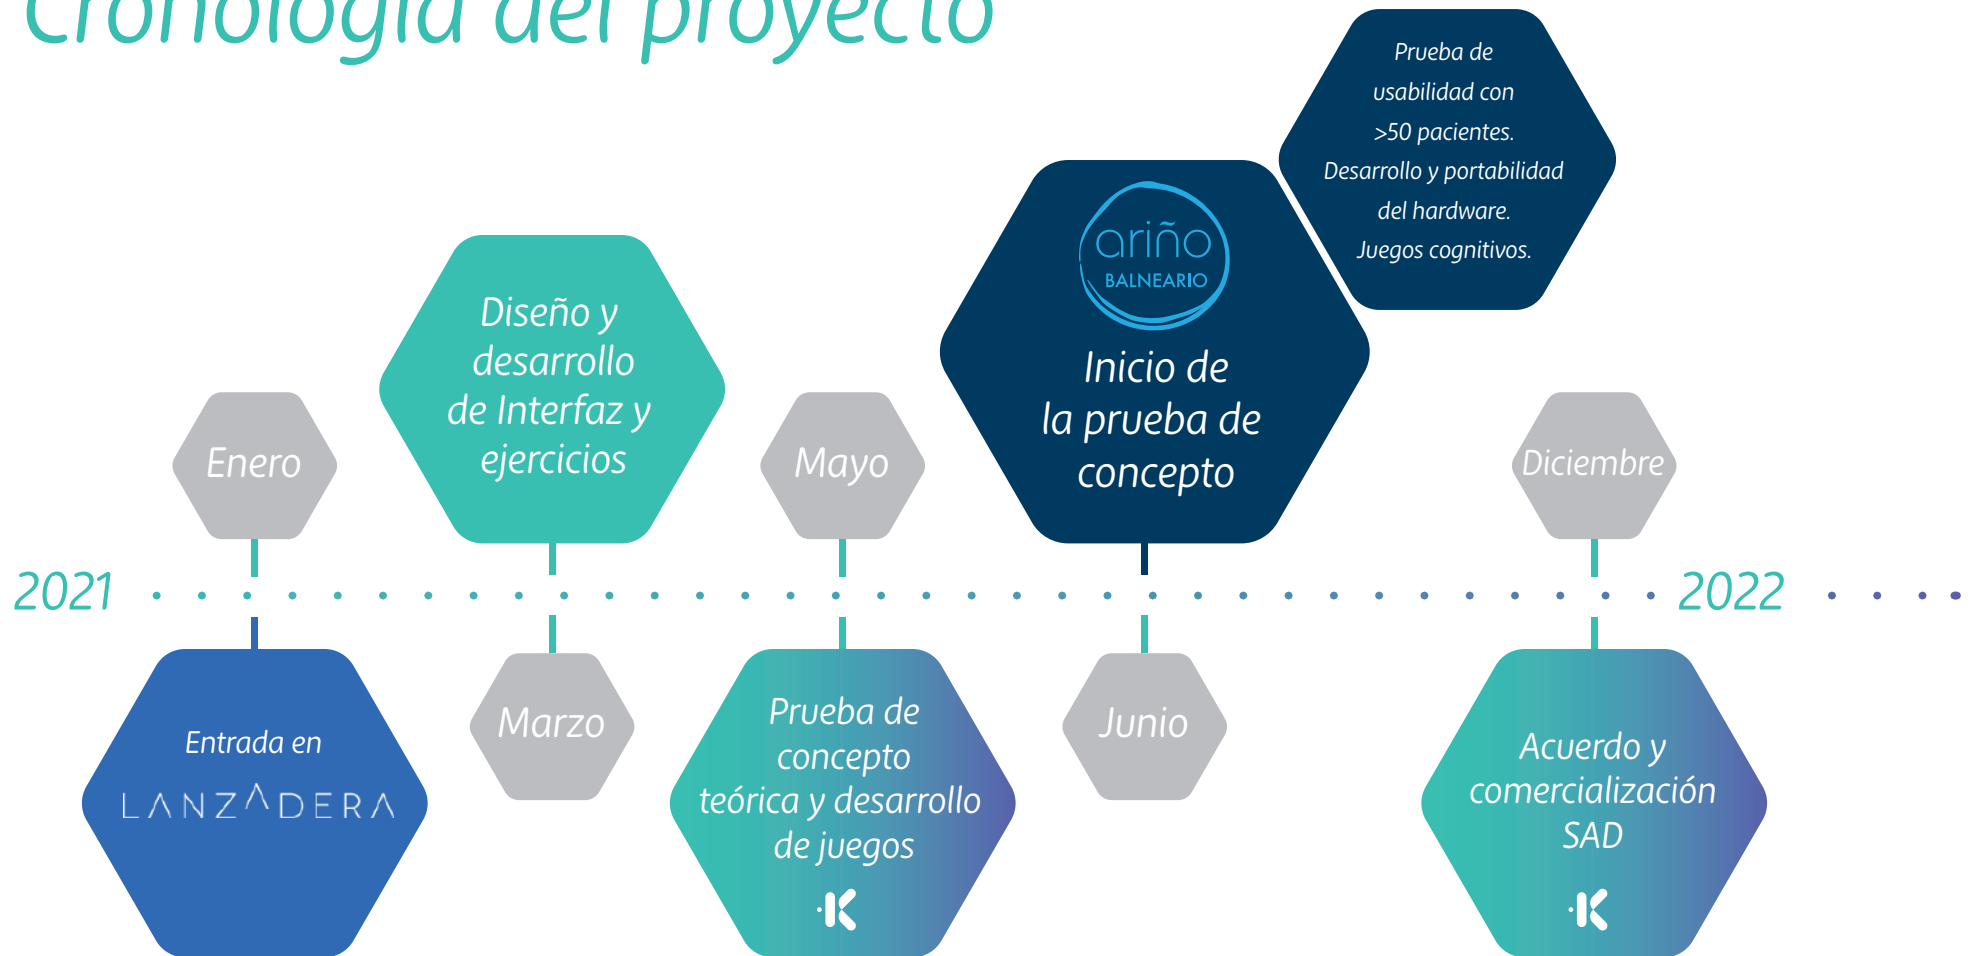 Cronología del proyecto
Prueba de
usabilidad con
>50 pacientes.
Desarrollo y portabilidad
del hardware.
Juegos cognitivos.
ariño
BALNEARIO
Inicio de
la prueba de
concepto
Diseño y
desarrollo
de Interfaz y
ejercicios
Enero
Mayo
Diciembre
2021
2022
Entrada en
LANZADERA
Marzo
Prueba de
concepto
teórica y desarrollo
de juegos
K
Junio
Acuerdo y
comercialización
SAD
K